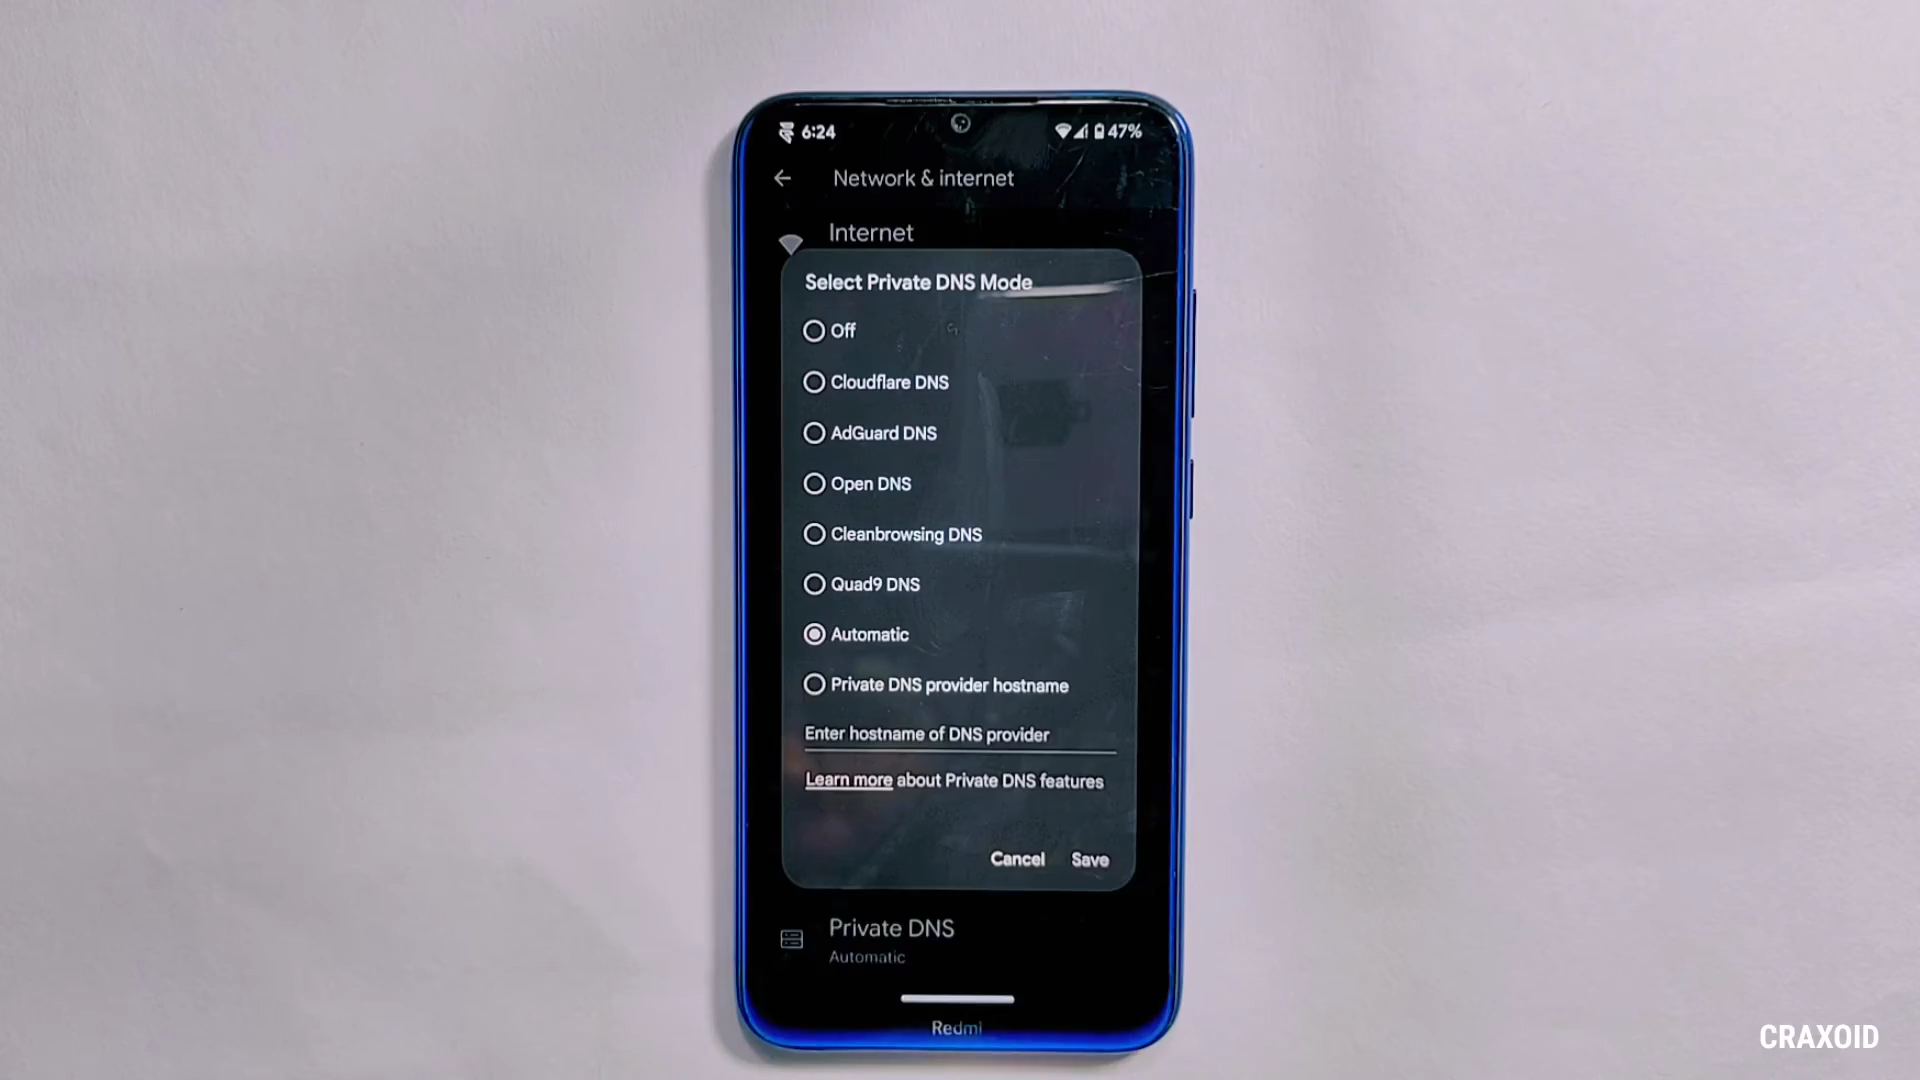 6:24
47%
Network & internet
Internet
Select Private DNS Mode
Off
Cloudflare DNS
AdGuard DNS
Open DNS
Cleanbrowsing DNS
Quad9 DNS
Automatic
Private DNS provider hostname
Enter hostname of DNS provider
Learn more about Private DNS features
Cancel Save
Private DNS
Automatic
Redmi
CRAXOID